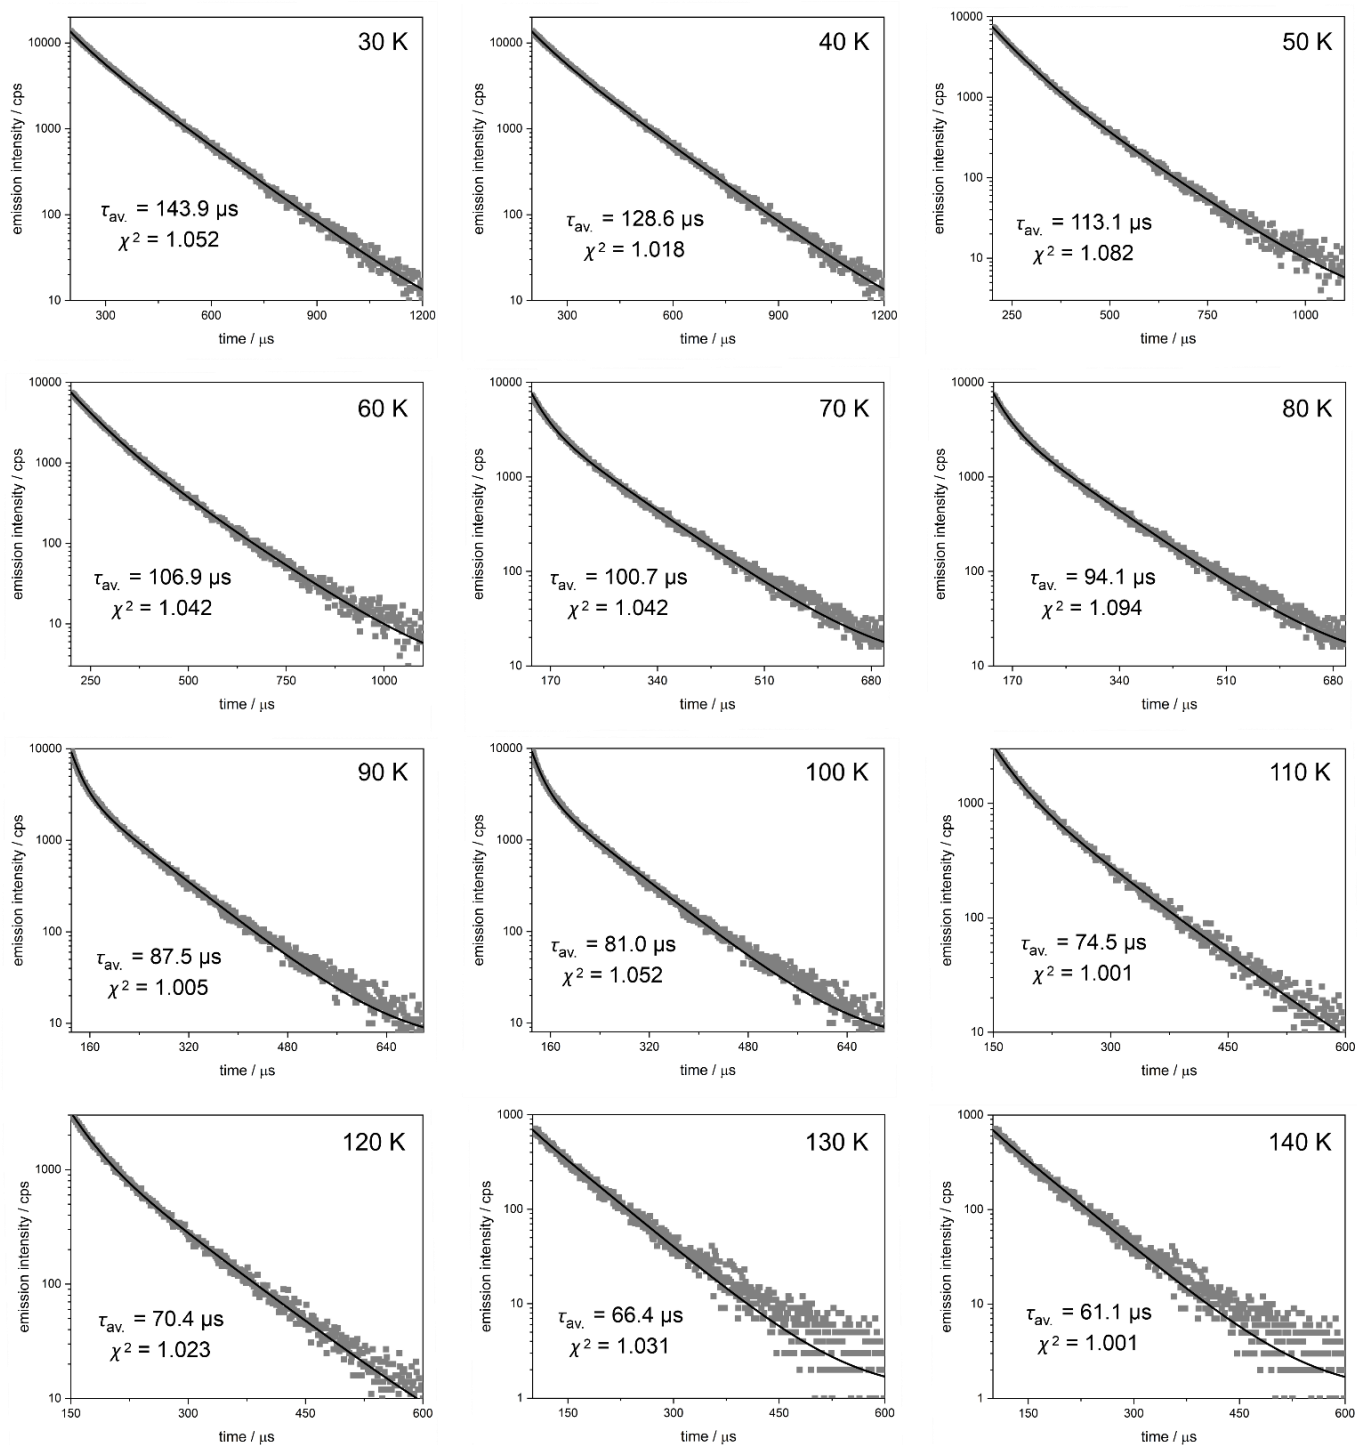 30 K
10000
1000
100
10
emission intensity / cps
τav. = 143.9 µs
χ² = 1.052
300 600 900 1200
time / µs
40 K
10000
1000
100
10
emission intensity / cps
τav. = 128.6 µs
χ² = 1.018
300 600 900 1200
time / µs
50 K
10000
1000
100
10
emission intensity / cps
τav. = 113.1 µs
χ² = 1.082
250 500 750 1000
time / µs
60 K
10000
1000
100
10
emission intensity / cps
τav. = 106.9 µs
χ² = 1.042
250 500 750 1000
time / µs
70 K
10000
1000
100
10
emission intensity / cps
τav. = 100.7 µs
χ² = 1.042
170 340 510 680
time / µs
80 K
10000
1000
100
10
emission intensity / cps
τav. = 94.1 µs
χ² = 1.094
170 340 510 680
time / µs
90 K
10000
1000
100
10
emission intensity / cps
τav. = 87.5 µs
χ² = 1.005
160 320 480 640
time / µs
100 K
10000
1000
100
10
emission intensity / cps
τav. = 81.0 µs
χ² = 1.052
160 320 480 640
time / µs
110 K
1000
100
10
emission intensity / cps
τav. = 74.5 µs
χ² = 1.001
150 300 450 600
time / µs
120 K
1000
100
10
emission intensity / cps
τav. = 70.4 µs
χ² = 1.023
150 300 450 600
time / µs
130 K
1000
100
10
1
emission intensity / cps
τav. = 66.4 µs
χ² = 1.031
150 300 450 600
time / µs
140 K
1000
100
10
1
emission intensity / cps
τav. = 61.1 µs
χ² = 1.001
150 300 450 600
time / µs